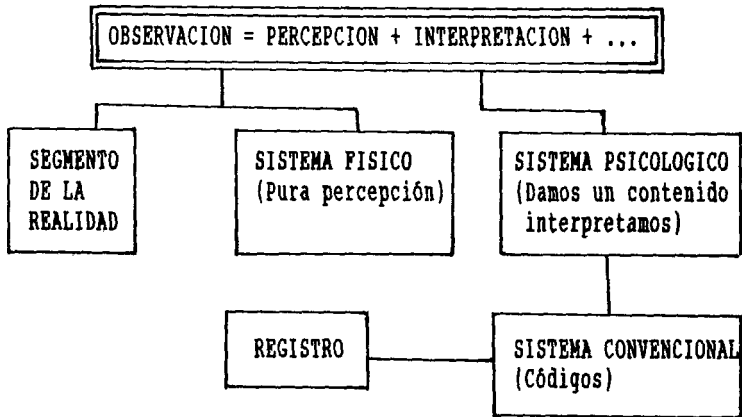 OBSERVACION = PERCEPCION + INTERPRETACION + ...
SEGMENTO
DE LA
REALIDAD
SISTEMA FISICO
(Pura percepción)
SISTEMA PSICOLOGICO
(Damos un contenido
interpretamos)
REGISTRO
SISTEMA CONVENCIONAL
(Códigos)